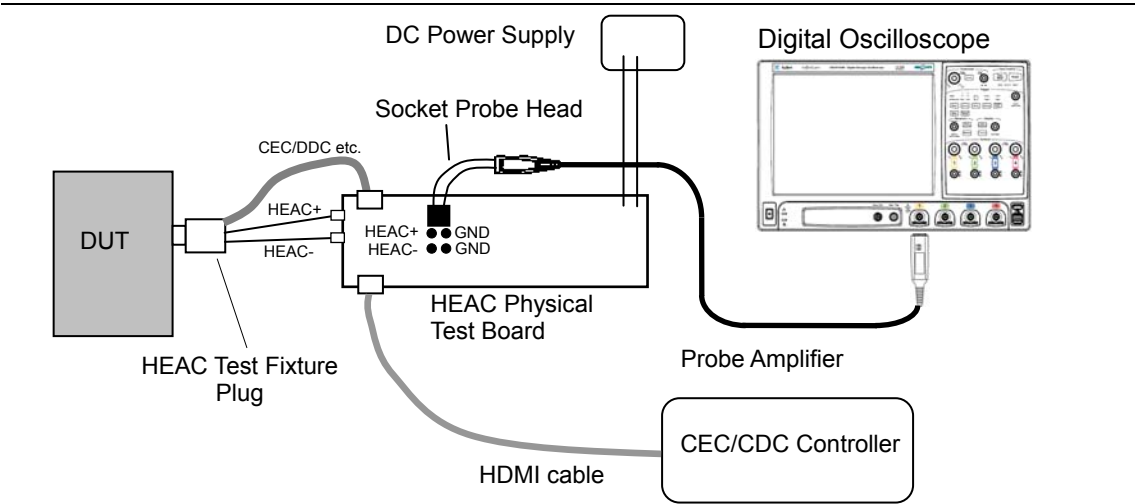 DC Power Supply
Digital Oscilloscope
Socket Probe Head
CEC/DDC etc.
HEAC+
HEAC-
DUT
HEAC+ GND
HEAC- GND
HEAC Physical
Test Board
HEAC Test Fixture
Plug
Probe Amplifier
CEC/CDC Controller
HDMI cable